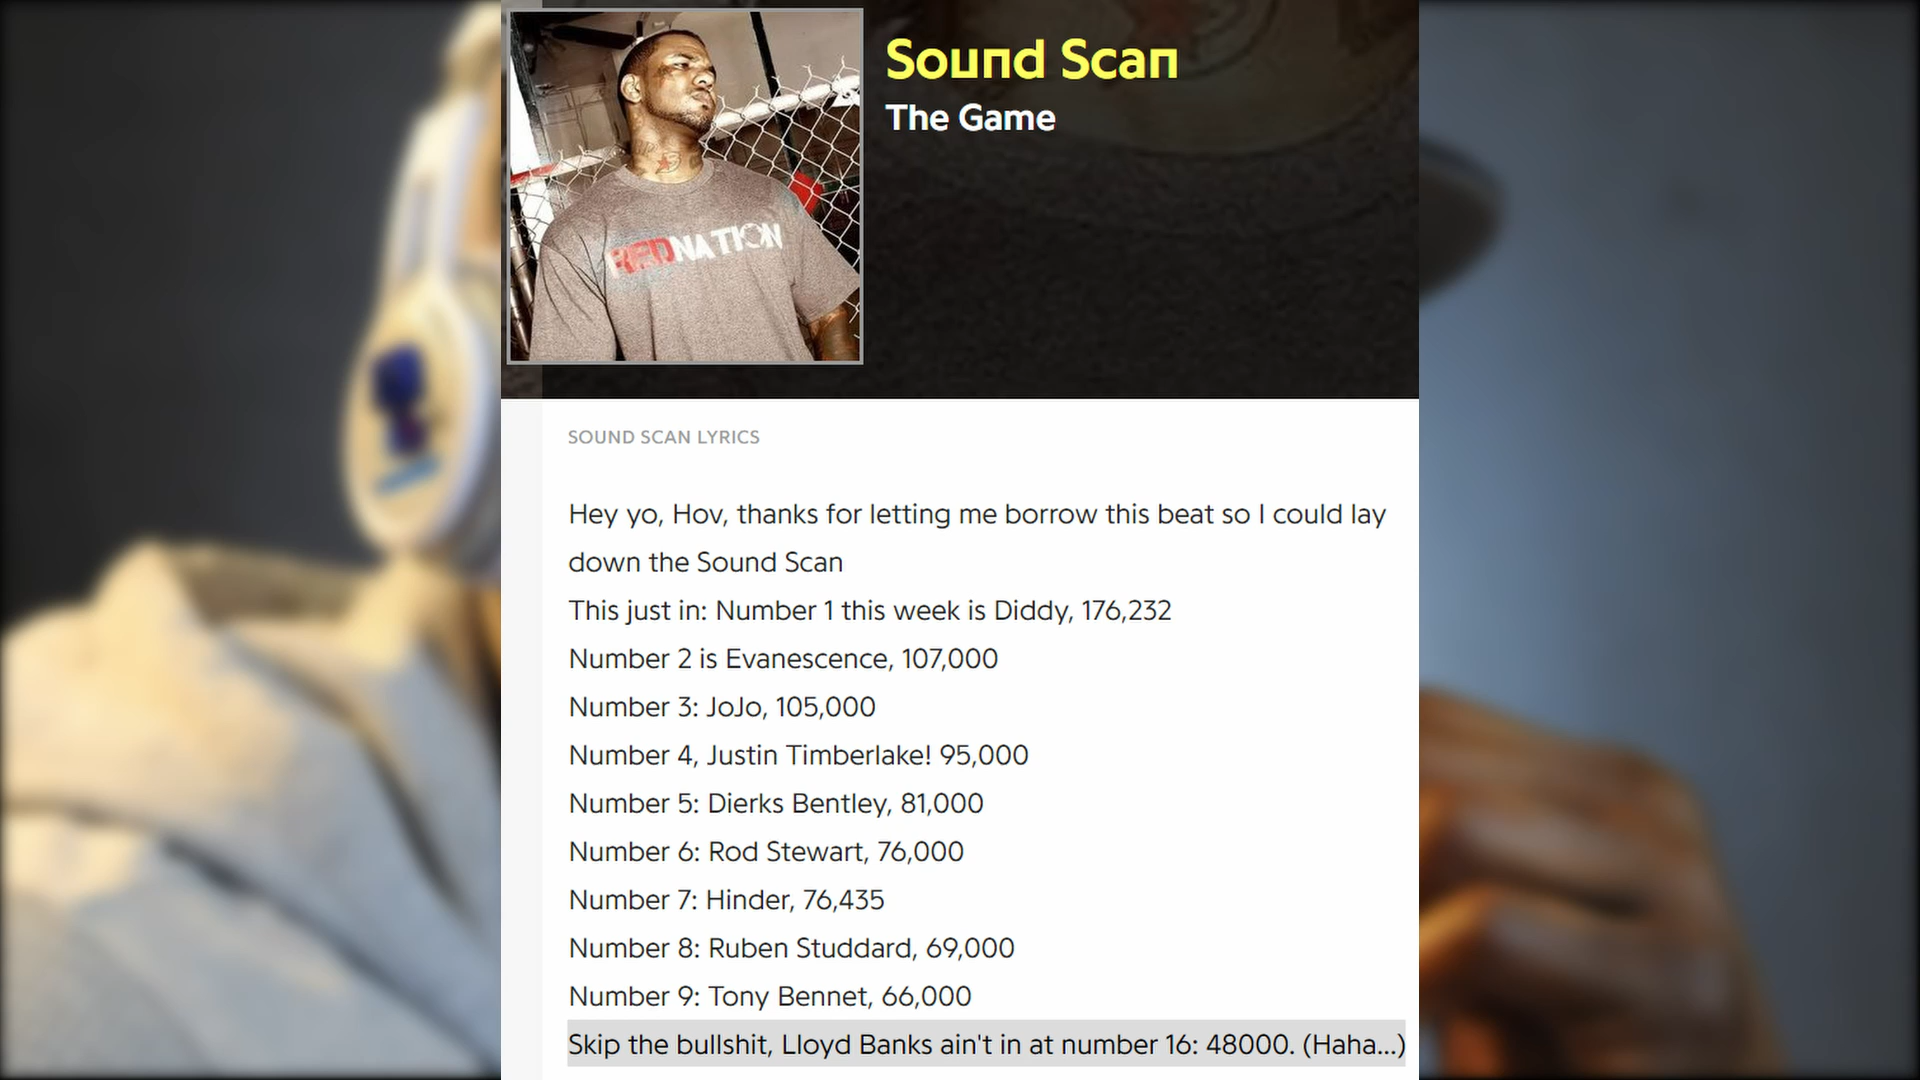 Sound Scan
The Game
REDNATION
SOUND SCAN LYRICS
Hey yo, Hov, thanks for letting me borrow this beat so I could lay
down the Sound Scan
This just in: Number 1 this week is Diddy, 176,232
Number 2 is Evanescence, 107,000
Number 3: JoJo, 105,000
Number 4, Justin Timberlake! 95,000
Number 5: Dierks Bentley, 81,000
Number 6: Rod Stewart, 76,000
Number 7: Hinder, 76,435
Number 8: Ruben Studdard, 69,000
Number 9: Tony Bennet, 66,000
Skip the bullshit, Lloyd Banks ain't in at number 16: 48000. (Haha...)